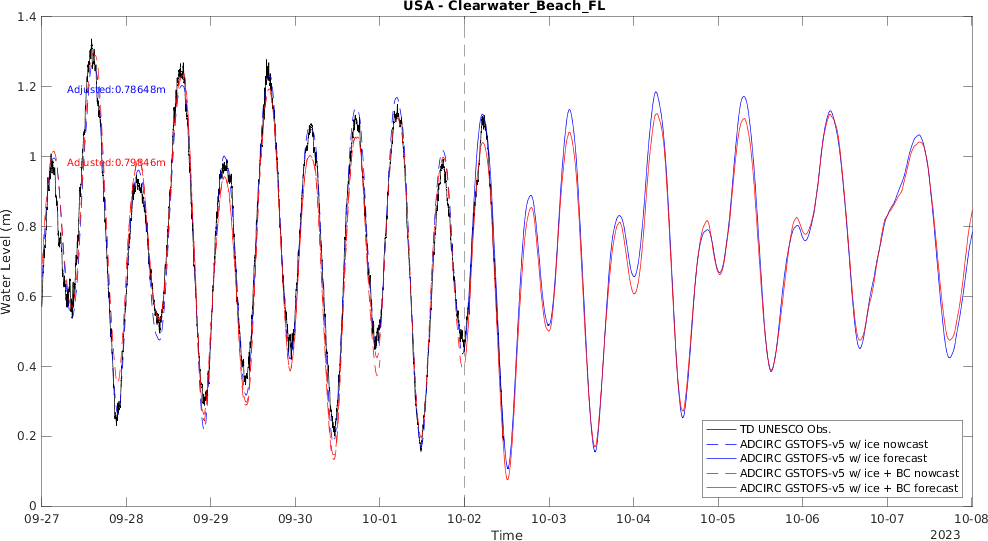 USA - Clearwater_Beach_FL
1.4
1.2
1
0.8
0.6
0.4
0.2
0
Water Level (m)
Adjusted:0.78648m
Adjusted:0.79846m
TD UNESCO Obs.
ADCIRC GSTOFS-v5 w/ ice nowcast
ADCIRC GSTOFS-v5 w/ ice forecast
ADCIRC GSTOFS-v5 w/ ice + BC nowcast
ADCIRC GSTOFS-v5 w/ ice + BC forecast
09-27 09-28 09-29 09-30 10-01 10-02 10-03 10-04 10-05 10-06 10-07 10-08
Time
2023